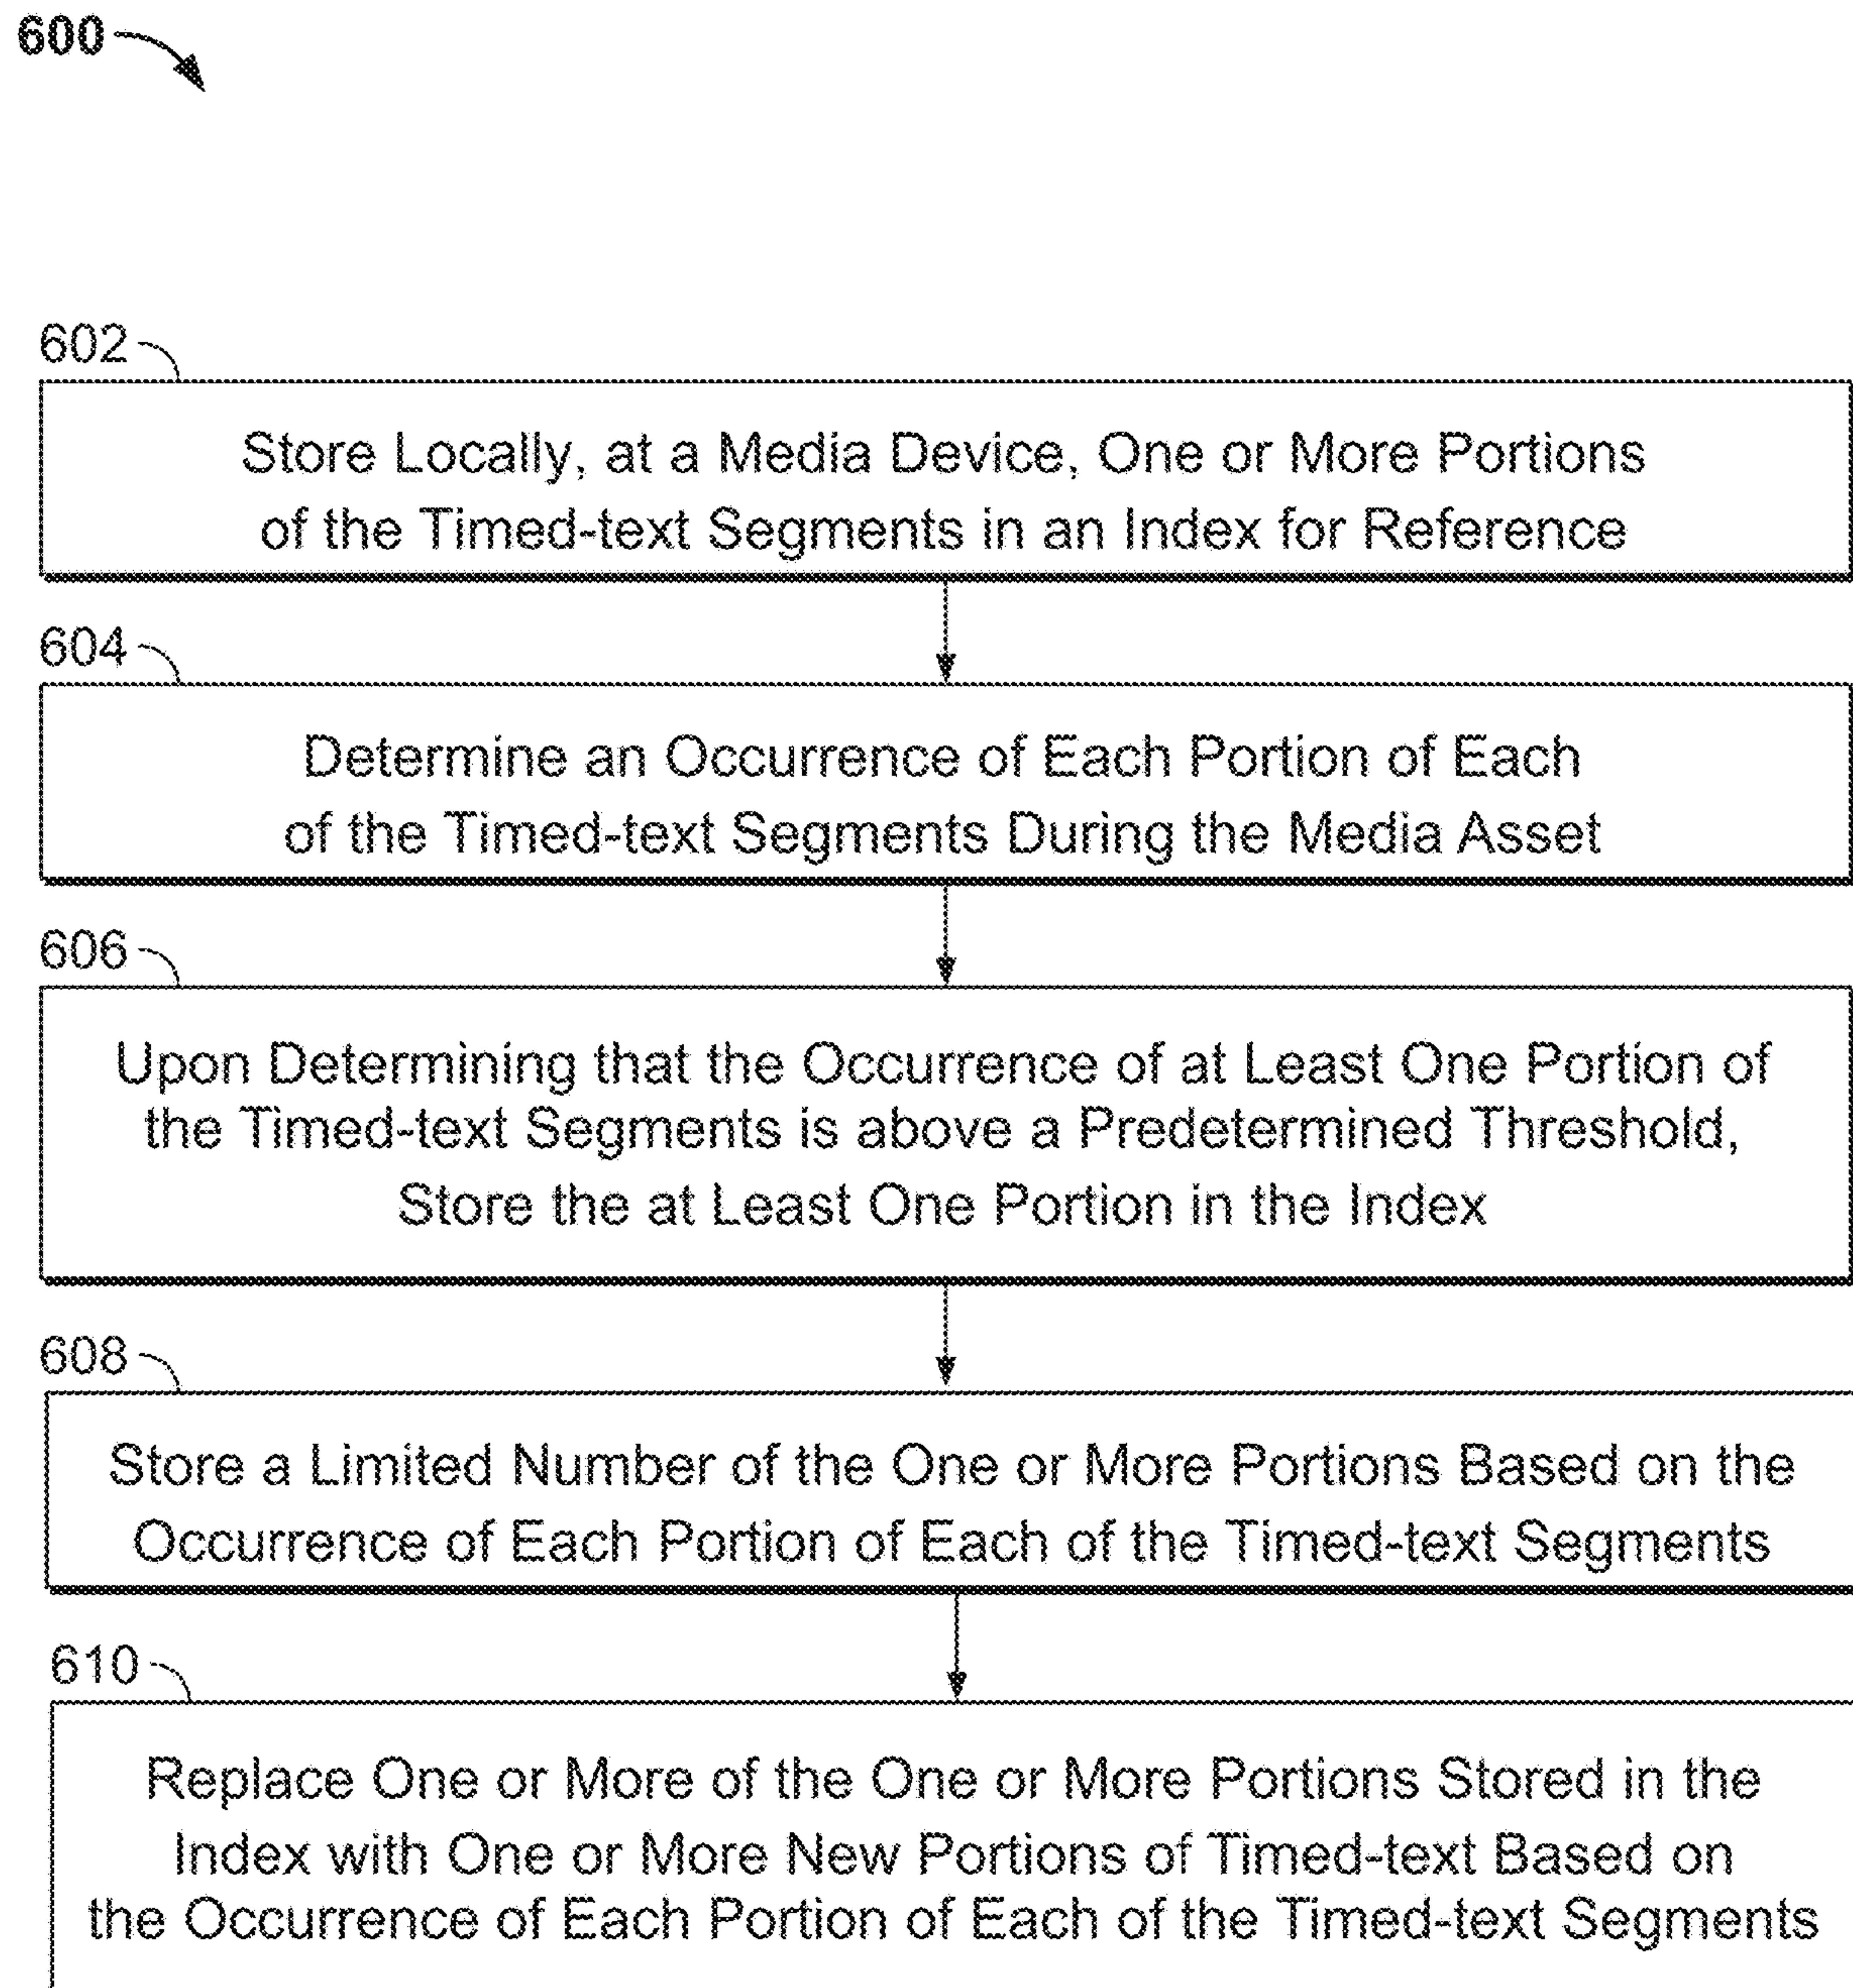 600
602
Store Locally, at a Media Device, One or More Portions
of the Timed-text Segments in an Index for Reference
604
Determine an Occurrence of Each Portion of Each
of the Timed-text Segments During the Media Asset
606
Upon Determining that the Occurrence of at Least One Portion of
the Timed-text Segments is above a Predetermined Threshold,
Store the at Least One Portion in the Index
608
Store a Limited Number of the One or More Portions Based on the
Occurrence of Each Portion of Each of the Timed-text Segments
610
Replace One or More of the One or More Portions Stored in the
Index with One or More New Portions of Timed-text Based on
the Occurrence of Each Portion of Each of the Timed-text Segments